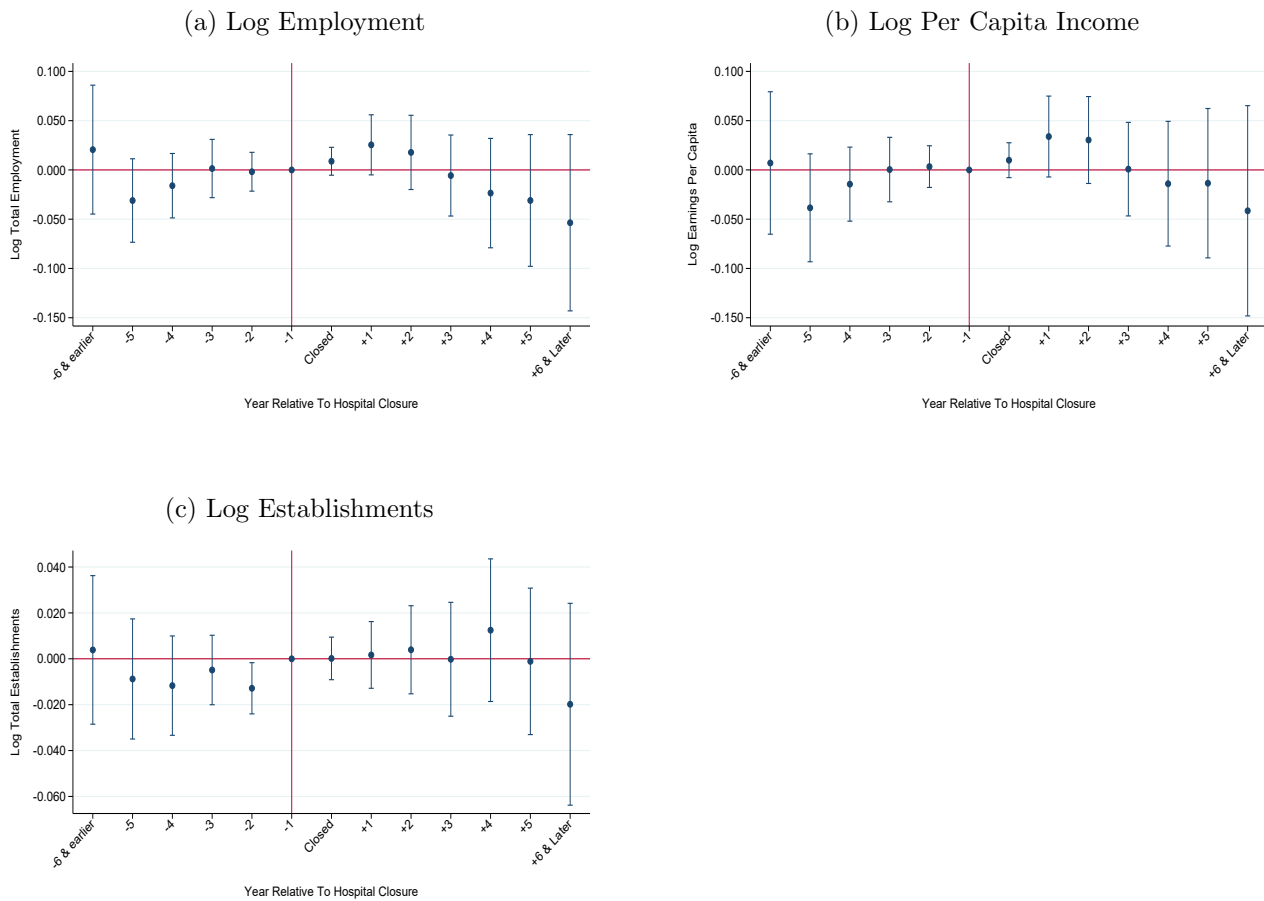 (a) Log Employment
Log Total Employment
0.100
0.050
0.000
-0.050
-0.100
-0.150
-6 & earlier
-5
-4
-3
-2
-1
Closed
+1
+2
+3
+4
+5
+6 & Later
Year Relative To Hospital Closure
(b) Log Per Capita Income
Log Earnings Per Capita
0.100
0.050
0.000
-0.050
-0.100
-0.150
-6 & earlier
-5
-4
-3
-2
-1
Closed
+1
+2
+3
+4
+5
+6 & Later
Year Relative To Hospital Closure
(c) Log Establishments
Log Total Establishments
0.040
0.020
0.000
-0.020
-0.040
-0.060
-6 & earlier
-5
-4
-3
-2
-1
Closed
+1
+2
+3
+4
+5
+6 & Later
Year Relative To Hospital Closure